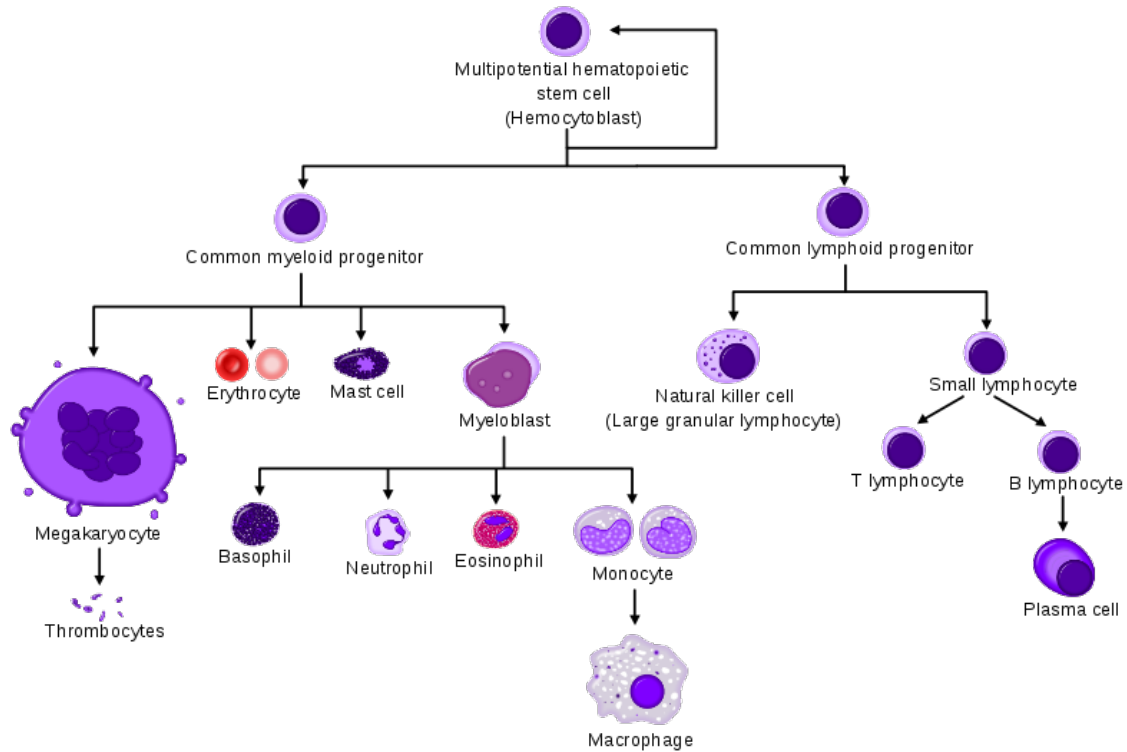 Multipotential hematopoietic
stem cell
(Hemocytoblast)
Common myeloid progenitor
Common lymphoid progenitor
Erythrocyte
Mast cell
Myeloblast
Natural killer cell
(Large granular lymphocyte)
Small lymphocyte
T lymphocyte
B lymphocyte
Megakaryocyte
Basophil
Neutrophil
Eosinophil
Monocyte
Plasma cell
Thrombocytes
Macrophage